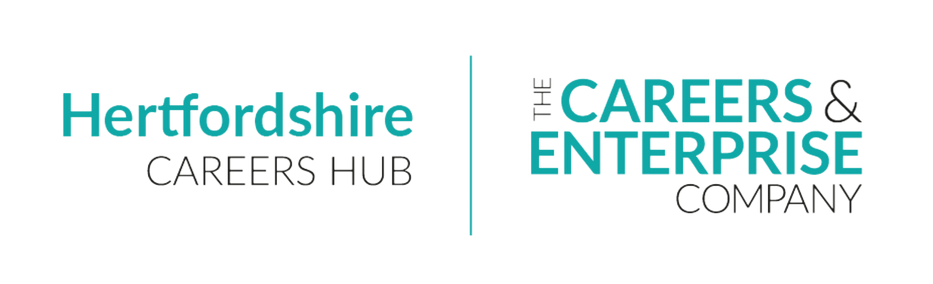 Hertfordshire
CAREERS HUB
THE
CAREERS &
ENTERPRISE
COMPANY